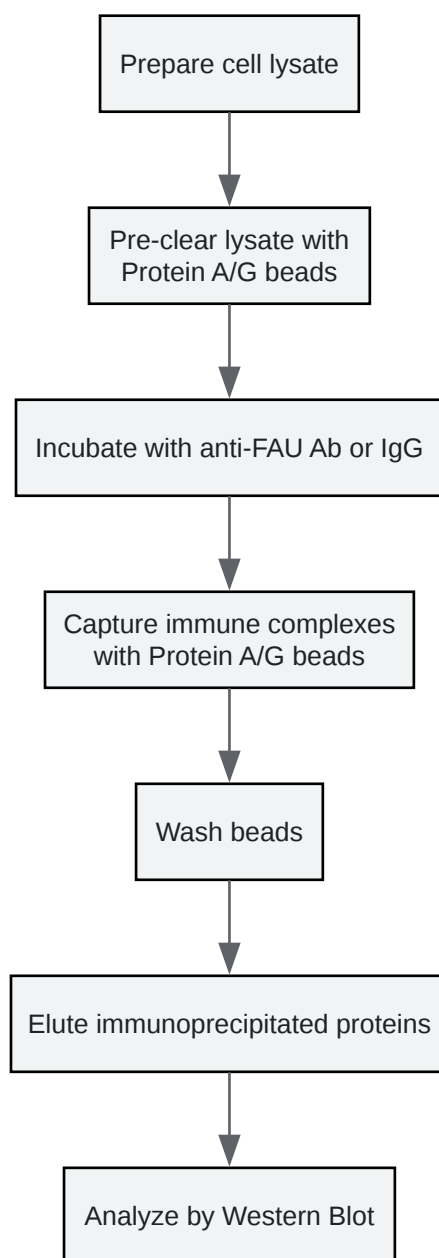 Prepare cell lysate
Pre-clear lysate with
Protein A/G beads
Incubate with anti-FAU Ab or IgG
Capture immune complexes
with Protein A/G beads
Wash beads
Elute immunoprecipitated proteins
Analyze by Western Blot